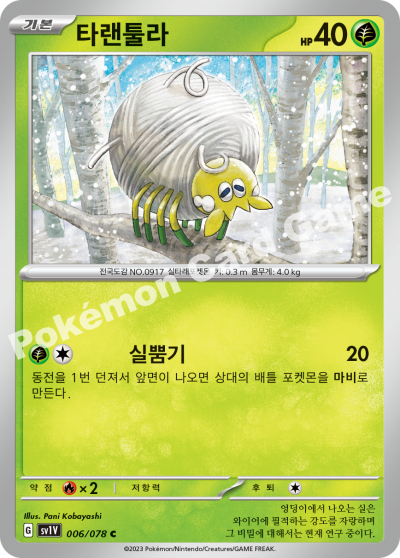 기본 타랜툴라 HP 40
전국도감 NO.0917 실타래포켓몬 키: 0.3 m 몸무게: 4.0 kg
실뿜기 20
동전을 1번 던져서 앞면이 나오면 상대의 배틀 포켓몬을 마비로
만든다.
약점 ×2 저항력 후퇴
Illus. Pani Kobayashi
G sv1V 006/078 C
엉덩이에서 나오는 실은
와이어에 필적하는 강도를 자랑하며
그 비밀에 대해서는 현재 연구 중이다.
©2023 Pokémon/Nintendo/Creatures/GAME FREAK.
Pokémon Card Game